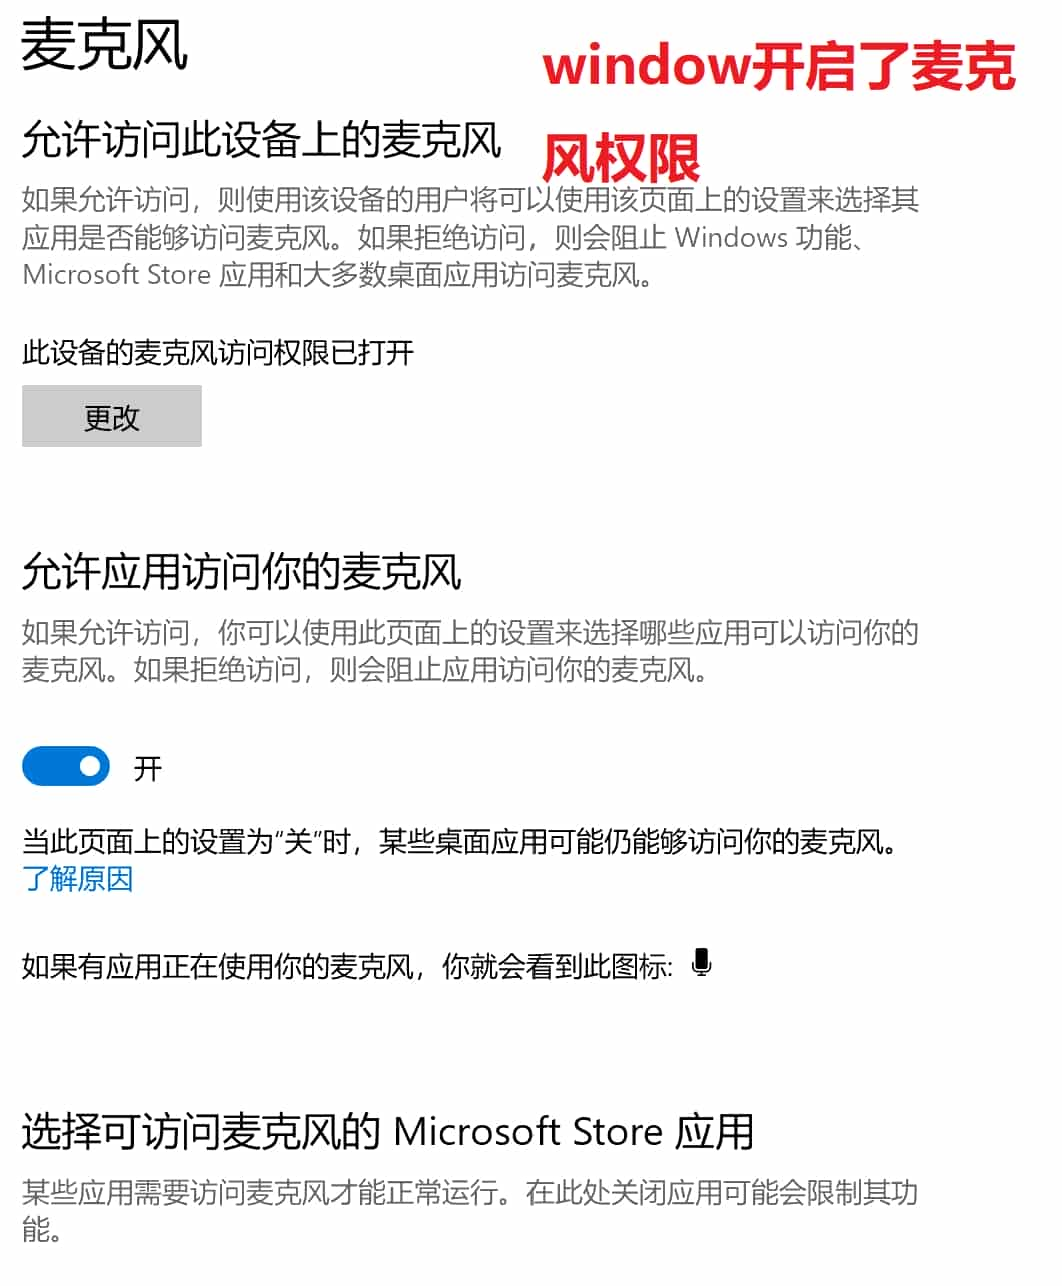 麦克风
window开启了麦克
风权限
允许访问此设备上的麦克风
如果允许访问，则使用该设备的用户将可以使用该页面上的设置来选择其
应用是否能够访问麦克风。如果拒绝访问，则会阻止 Windows 功能、
Microsoft Store 应用和大多数桌面应用访问麦克风。
此设备的麦克风访问权限已打开
更改
允许应用访问你的麦克风
如果允许访问，你可以使用此页面上的设置来选择哪些应用可以访问你的
麦克风。如果拒绝访问，则会阻止应用访问你的麦克风。
开
当此页面上的设置为“关”时，某些桌面应用可能仍能够访问你的麦克风。
了解原因
如果有应用正在使用你的麦克风，你就会看到此图标:
选择可访问麦克风的 Microsoft Store 应用
某些应用需要访问麦克风才能正常运行。在此处关闭应用可能会限制其功
能。